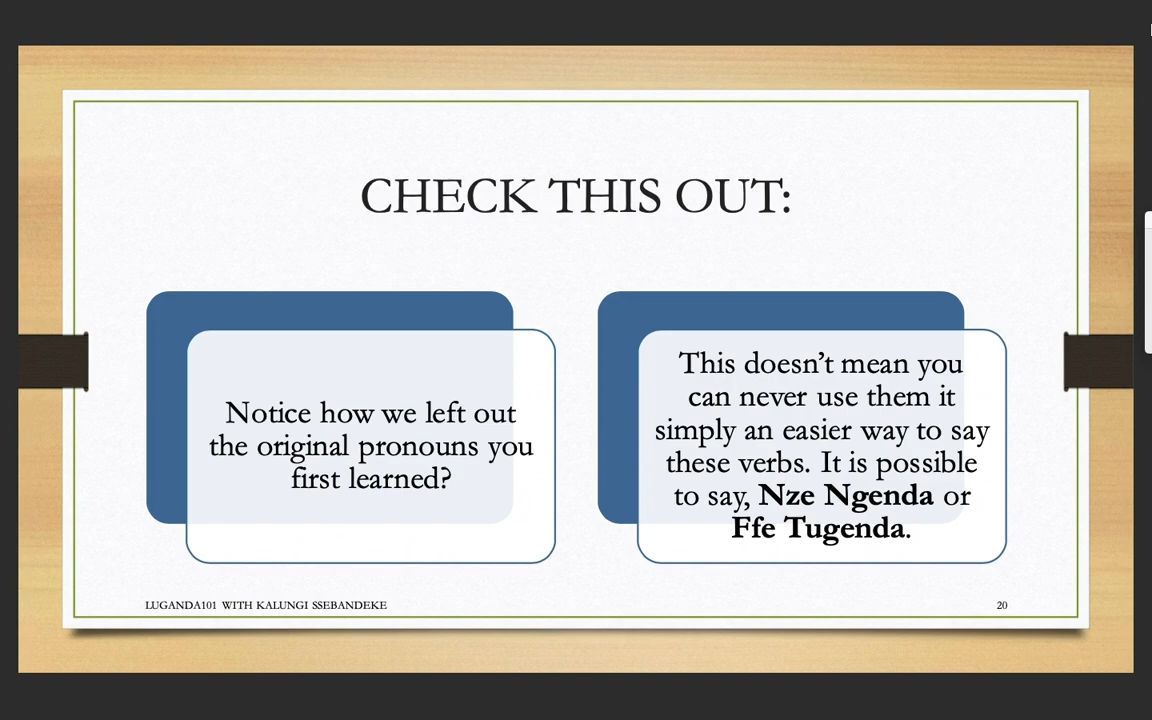 CHECK THIS OUT:
Notice how we left out
the original pronouns you
first learned?
This doesn’t mean you
can never use them it
simply an easier way to say
these verbs. It is possible
to say, Nze Ngenda or
Ffe Tugenda.
LUGANDA101 WITH KALUNGI SSEBANDEKE
20